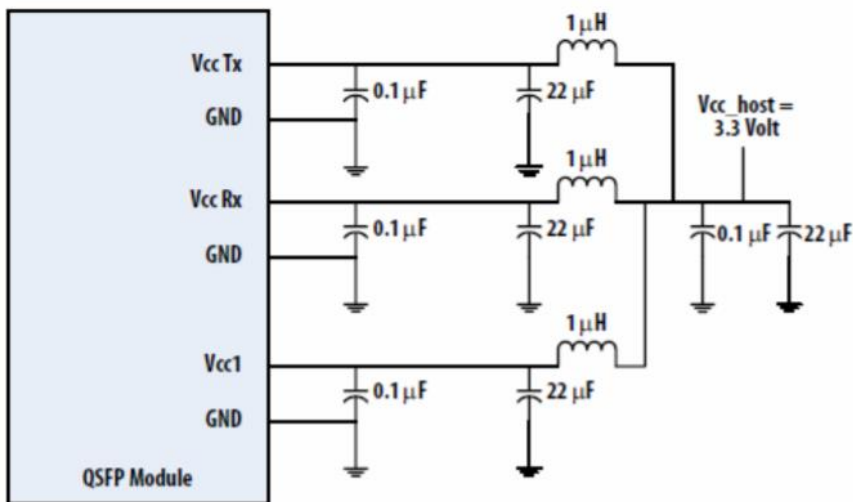 1 μH
Vcc Tx
0.1 μF
22 μF
GND
Vcc_host =
3.3 Volt
1 μH
Vcc Rx
0.1 μF
22 μF
0.1 μF
22 μF
GND
1 μH
Vcc1
0.1 μF
22 μF
GND
QSFP Module